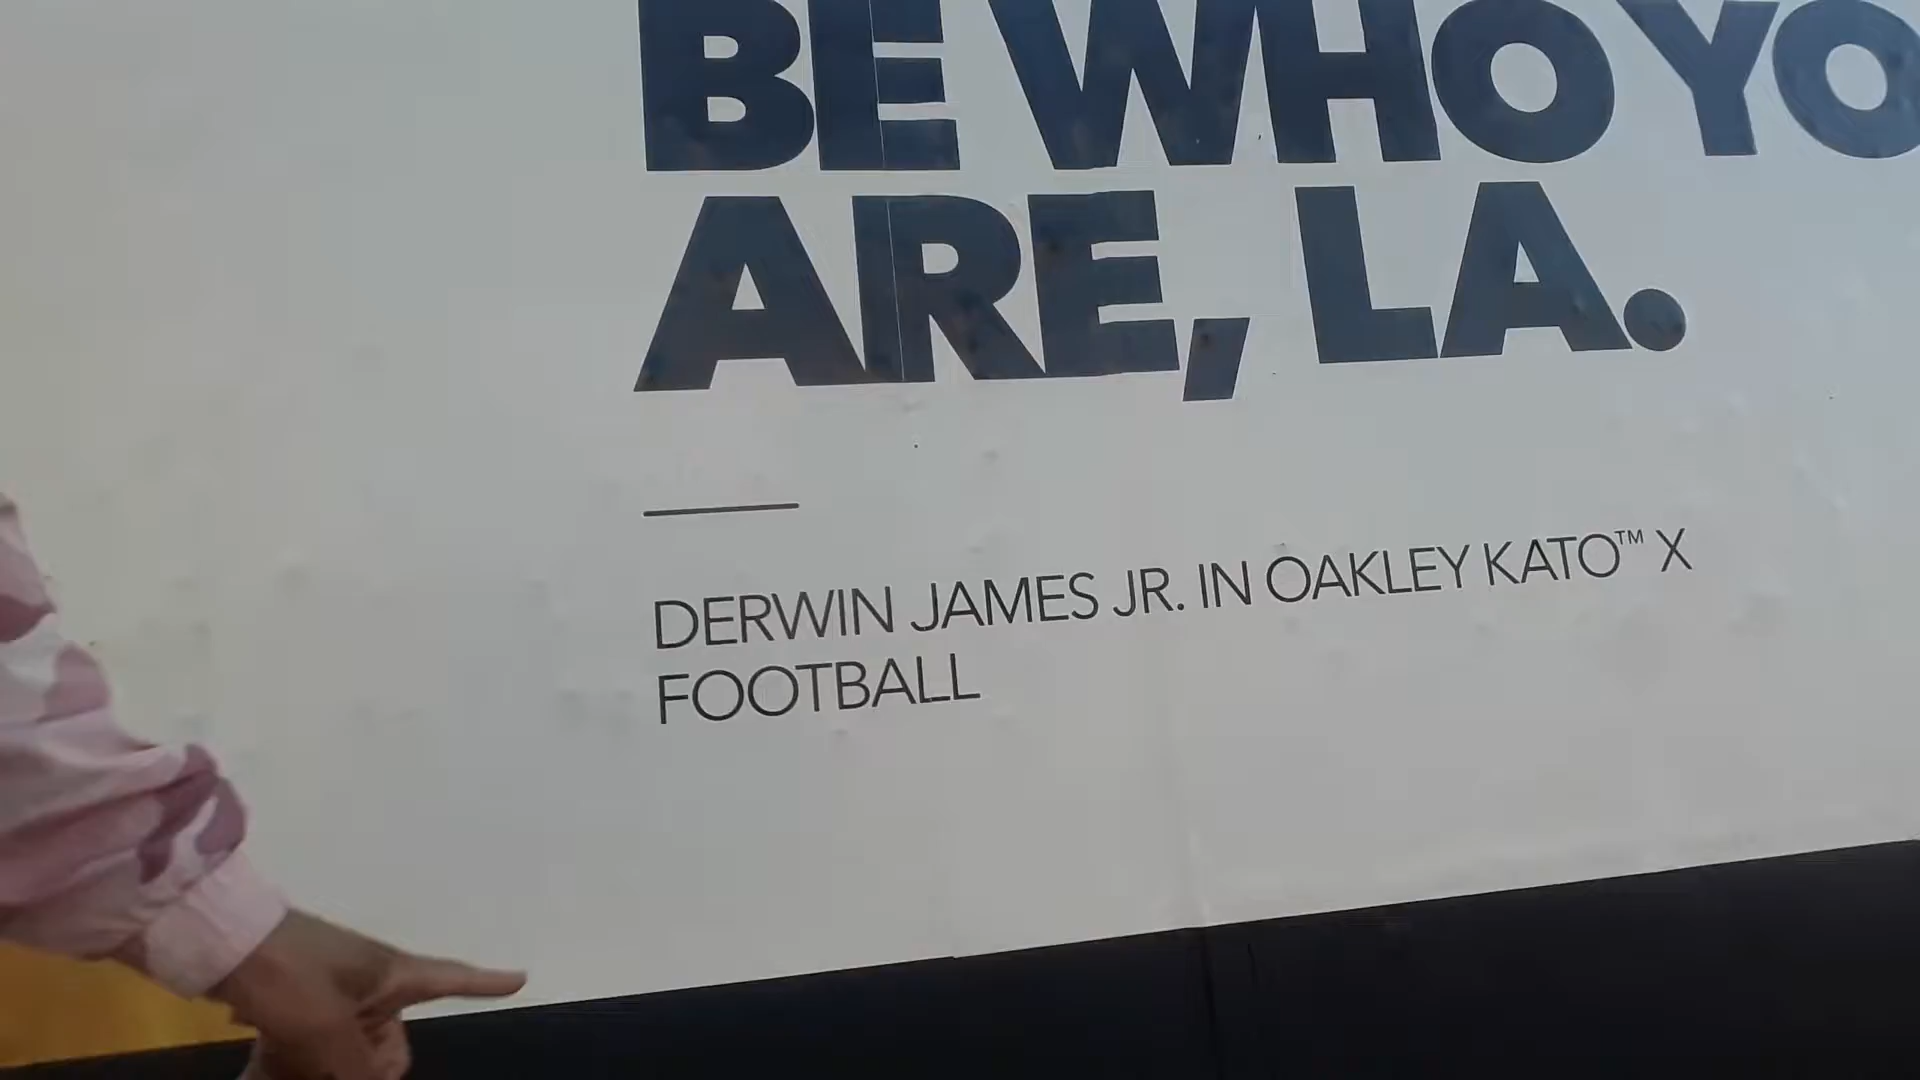 BE WHO YO
ARE, LA.
DERWIN JAMES JR. IN OAKLEY KATO™ X
FOOTBALL